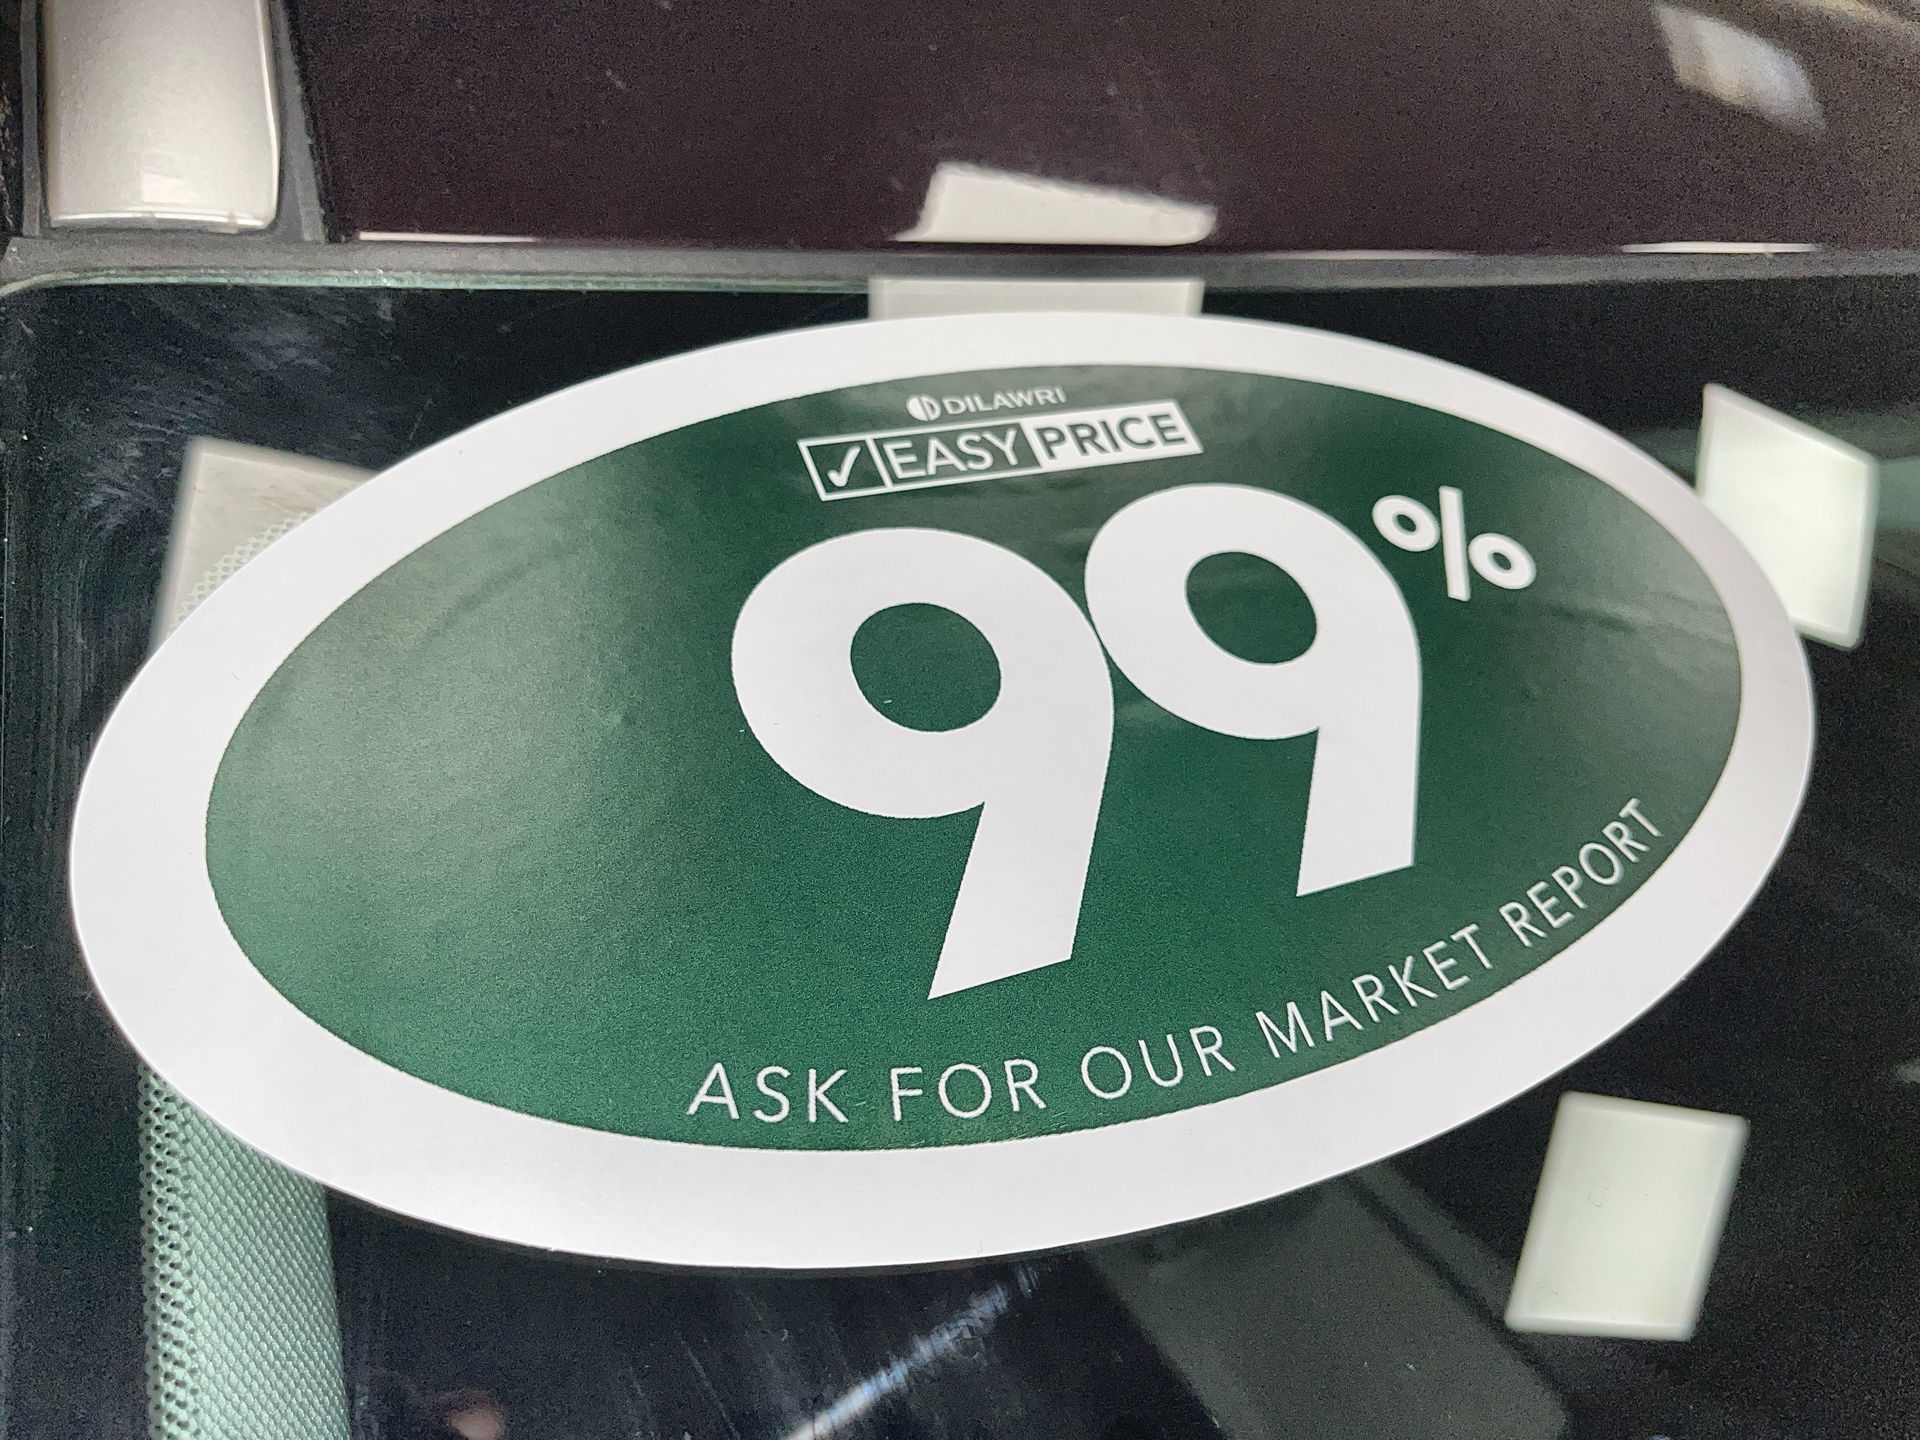 DILAWRI
✓ EASY PRICE
99%
ASK FOR OUR MARKET REPORT